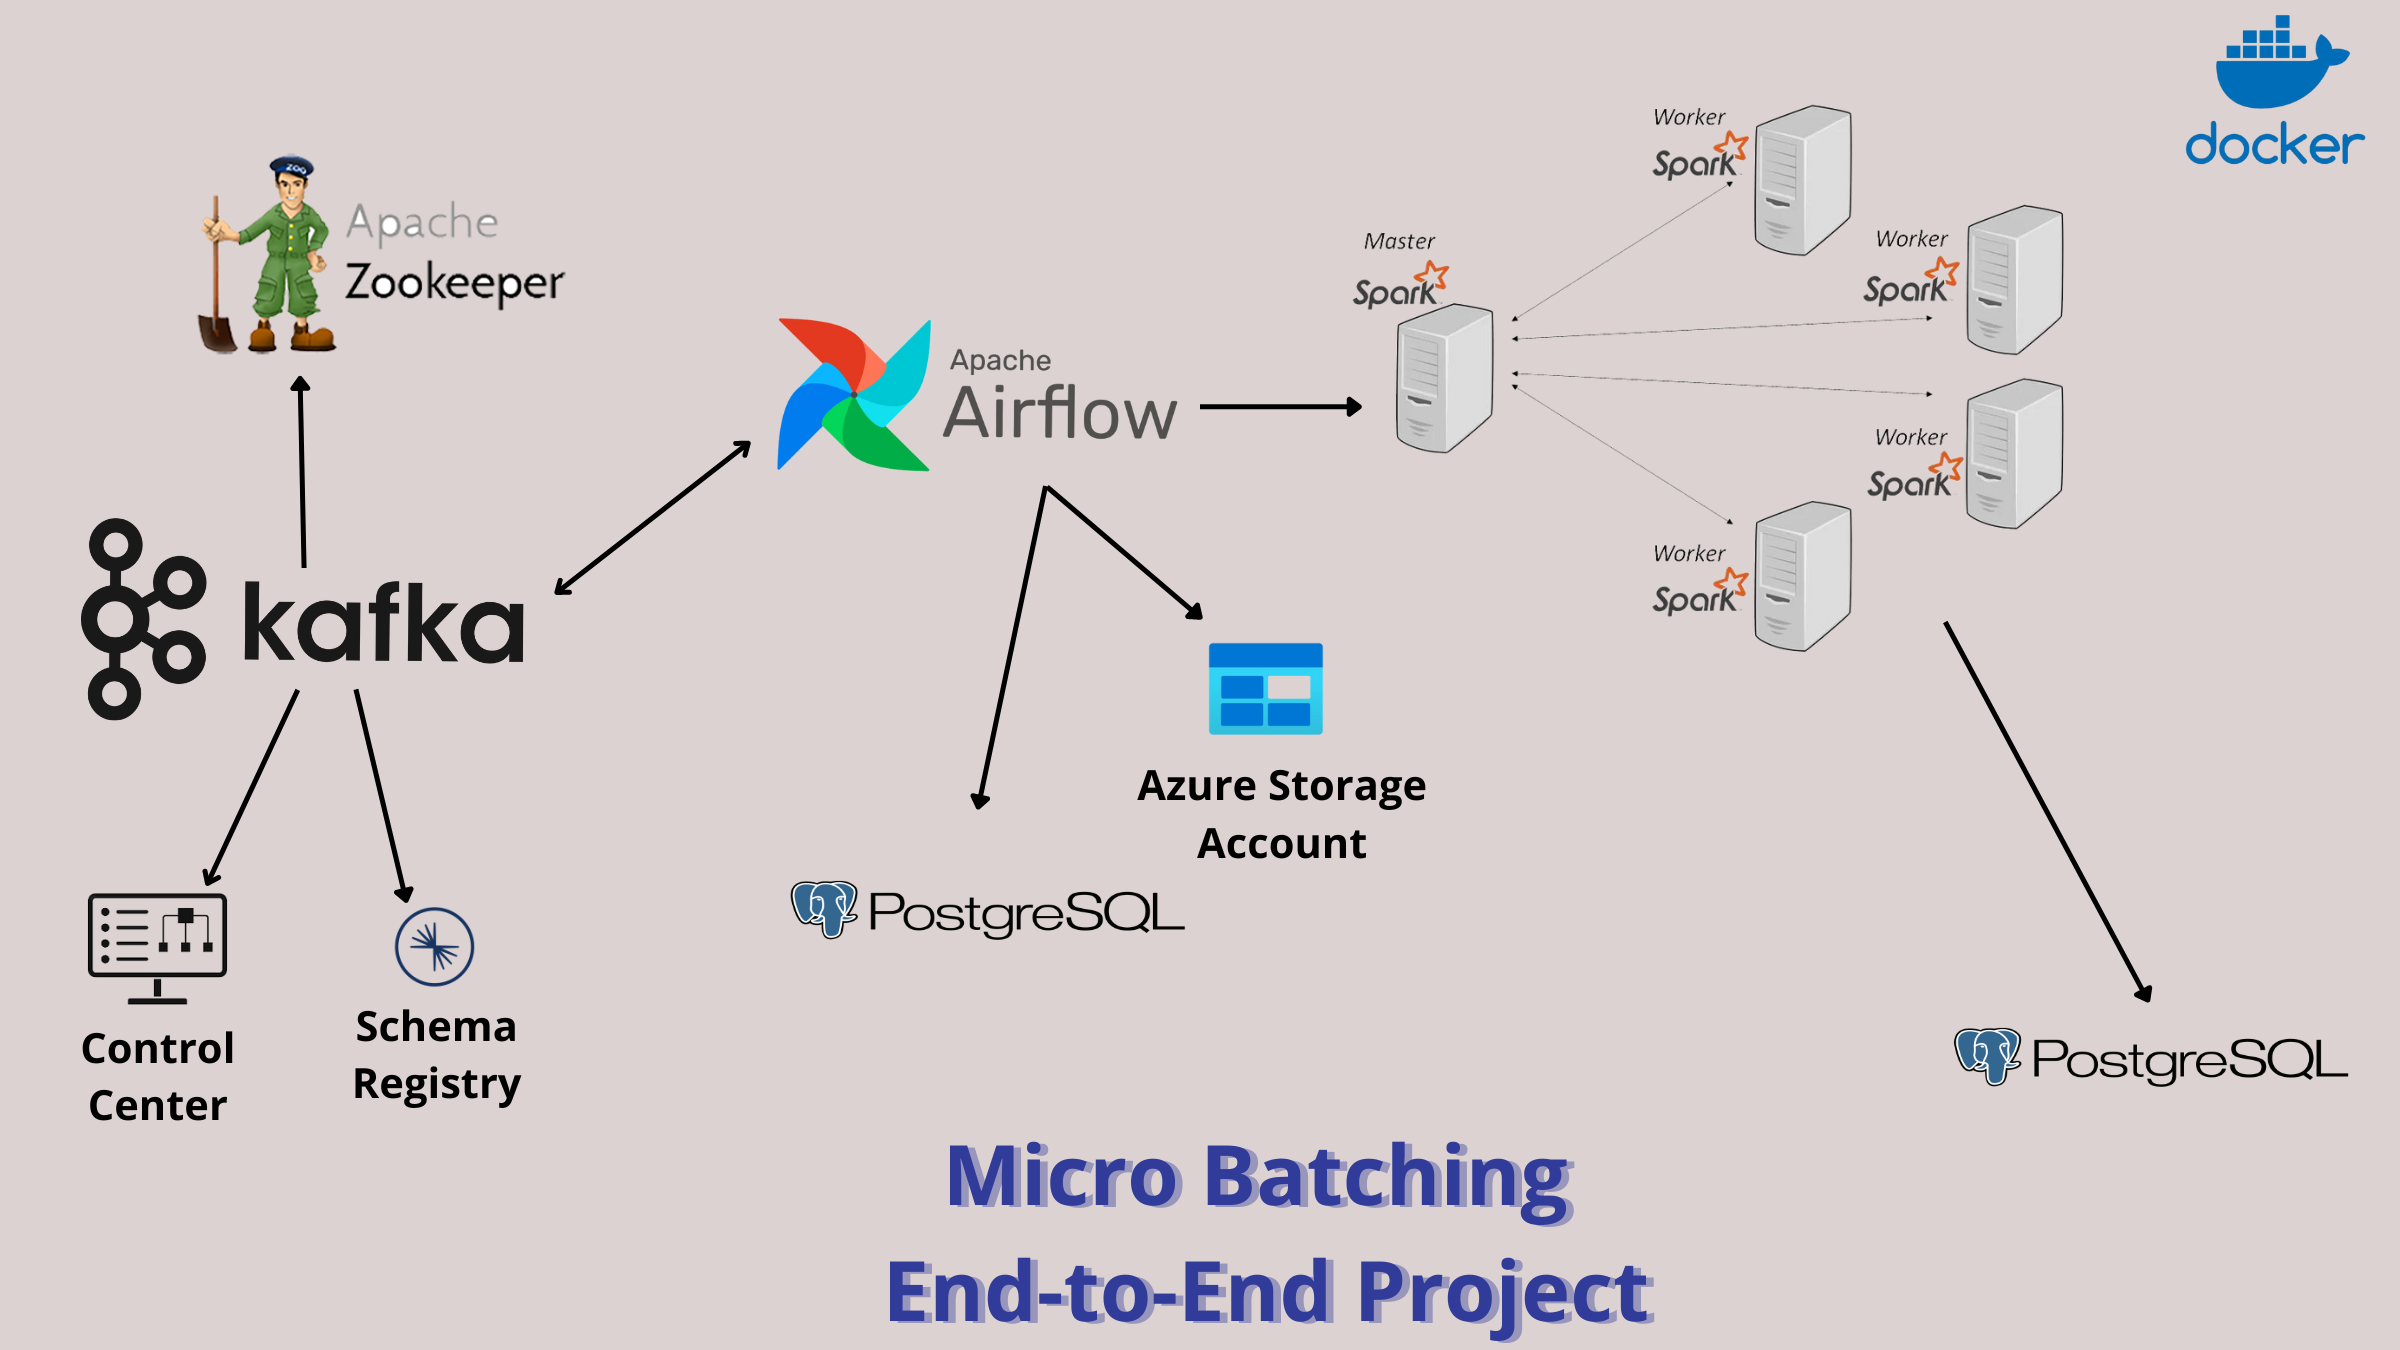 docker
Worker
Spark
Worker
Spark
Master
Spark
Worker
Spark
Worker
Spark
ZOO
Apache
Zookeeper
Apache
Airflow
kafka
Azure Storage
Account
PostgreSQL
Control
Center
Schema
Registry
PostgreSQL
Micro Batching
End-to-End Project